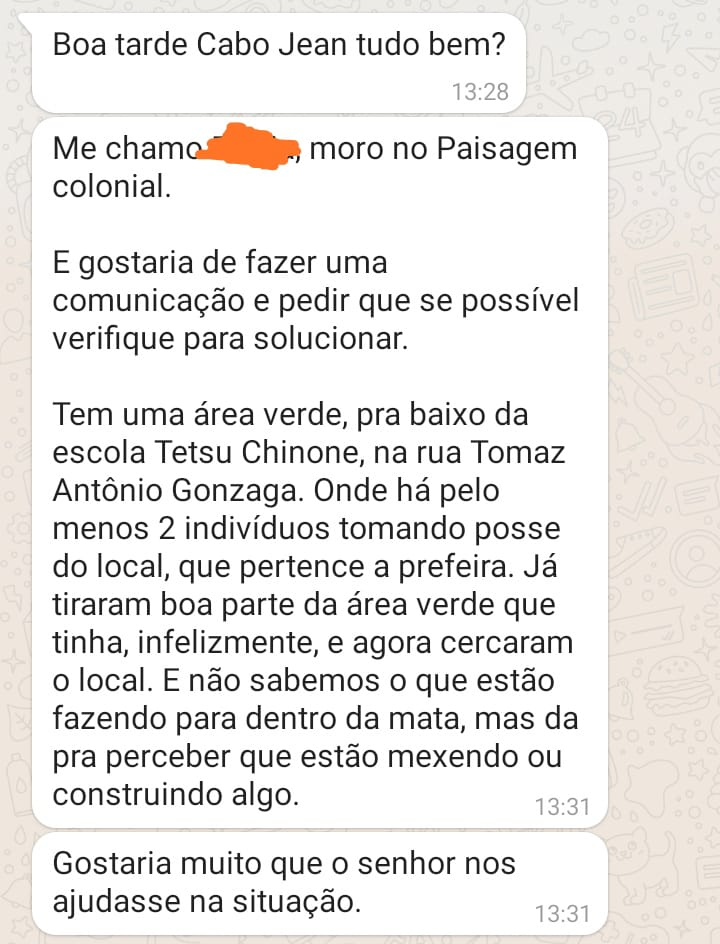 Boa tarde Cabo Jean tudo bem?
13:28
Me chamo , moro no Paisagem
colonial.
E gostaria de fazer uma
comunicação e pedir que se possível
verifique para solucionar.
Tem uma área verde, pra baixo da
escola Tetsu Chinone, na rua Tomaz
Antônio Gonzaga. Onde há pelo
menos 2 indivíduos tomando posse
do local, que pertence a prefeira. Já
tiraram boa parte da área verde que
tinha, infelizmente, e agora cercaram
o local. E não sabemos o que estão
fazendo para dentro da mata, mas da
pra perceber que estão mexendo ou
construindo algo.
13:31
Gostaria muito que o senhor nos
ajudasse na situação.
13:31